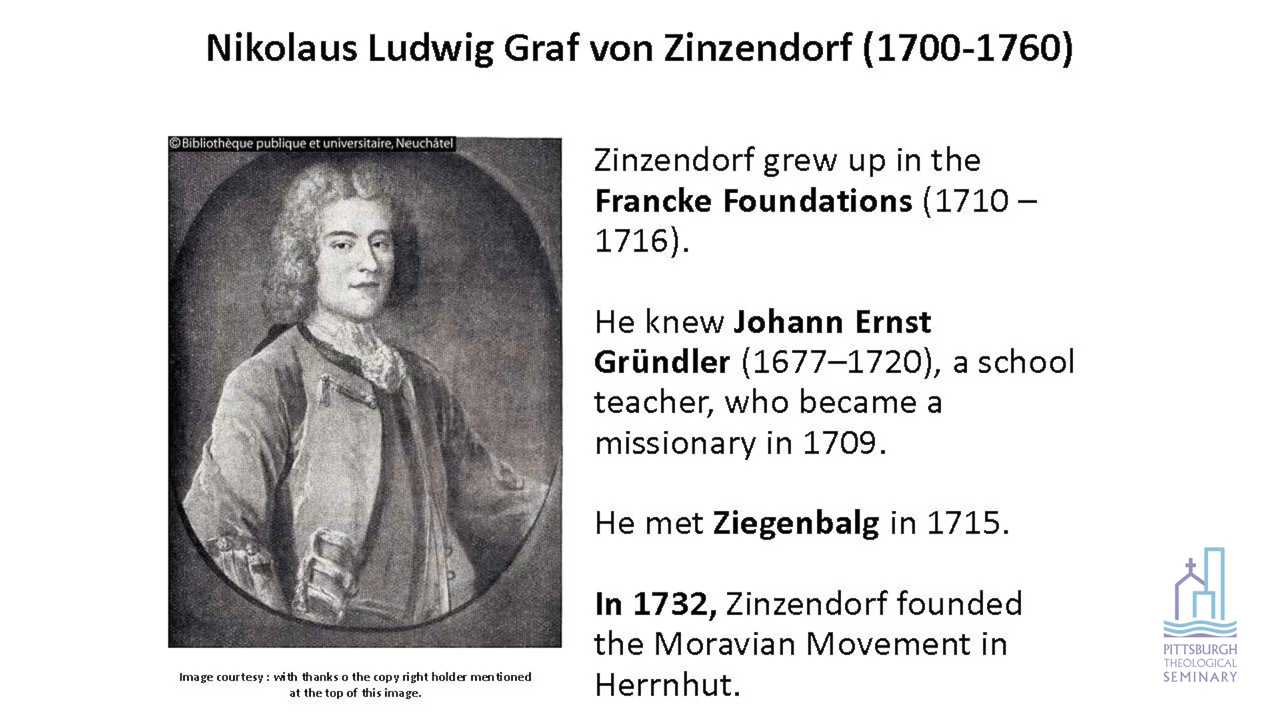 Nikolaus Ludwig Graf von Zinzendorf (1700-1760)
©Bibliothèque publique et universitaire, Neuchâtel
Zinzendorf grew up in the
Francke Foundations (1710 –
1716).
He knew Johann Ernst
Gründler (1677–1720), a school
teacher, who became a
missionary in 1709.
He met Ziegenbalg in 1715.
In 1732, Zinzendorf founded
the Moravian Movement in
Herrnhut.
Image courtesy : with thanks o the copy right holder mentioned
at the top of this image.
PITTSBURGH
THEOLOGICAL
SEMINARY